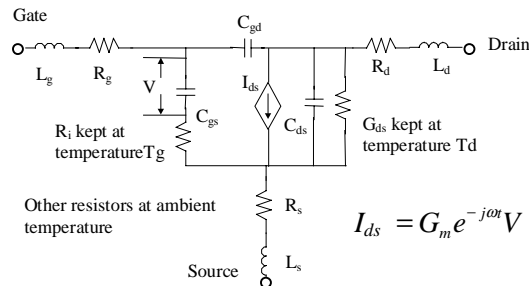 Gate
C_gd
Drain
L_g
R_g
V
I_ds
R_d
L_d
C_gs
C_ds
R_i kept at
temperatureTg
G_ds kept at
temperature Td
Other resistors at ambient
temperature
R_s
I_ds = G_m e^{-jωt} V
L_s
Source